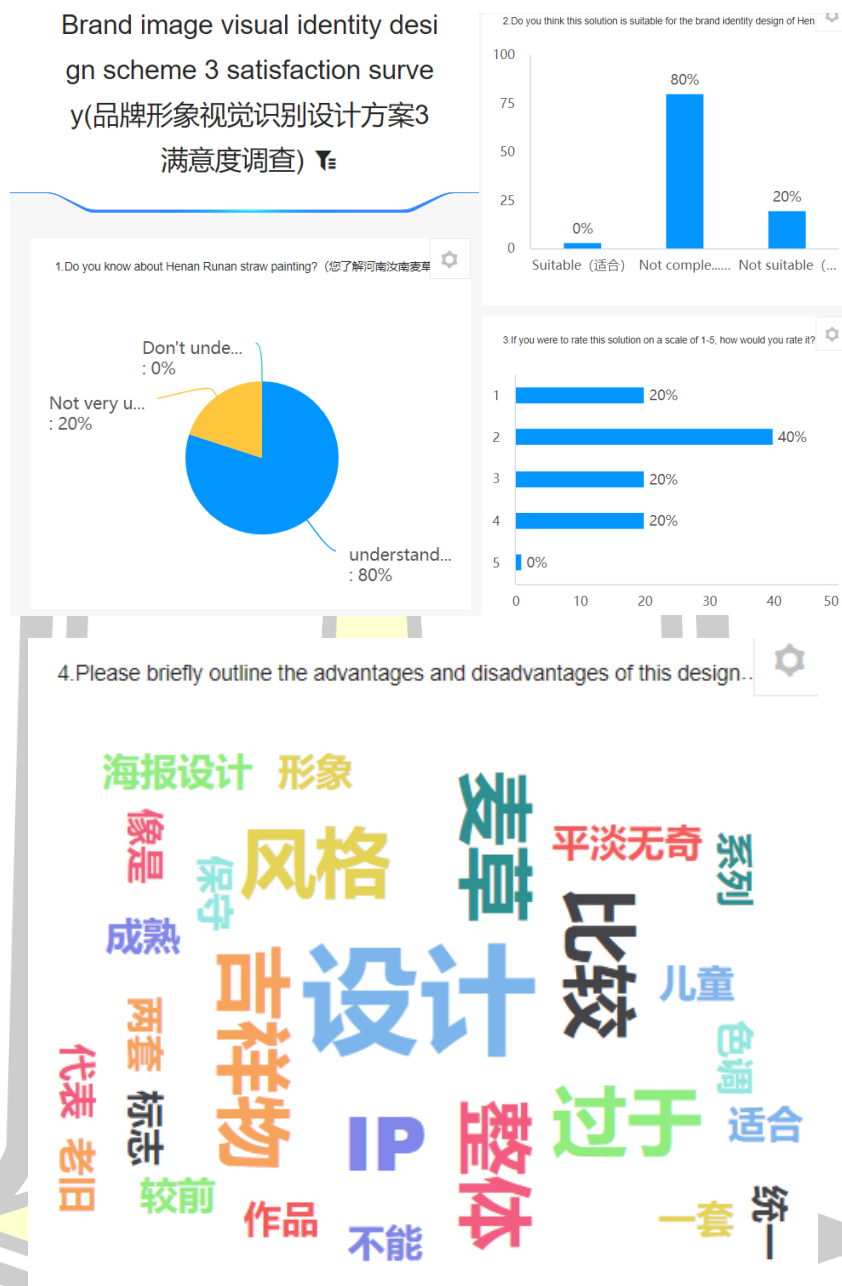 Brand image visual identity desi
gn scheme 3 satisfaction surve
y(品牌形象视觉识别设计方案3
满意度调查)
1.Do you know about Henan Runan straw painting?（您了解河南汝南麦草
Don't unde...
: 0%
Not very u...
: 20%
understand...
: 80%
2.Do you think this solution is suitable for the brand identity design of Hen
100
75
50
25
0
0%
80%
20%
Suitable（适合） Not comple...... Not suitable（...
3.If you were to rate this solution on a scale of 1-5, how would you rate it?
1 20%
2 40%
3 20%
4 20%
5 0%
0 10 20 30 40 50
4.Please briefly outline the advantages and disadvantages of this design..
海报设计
形象
像是
保守
风格
麦草
平淡无奇
系列
成熟
吉祥物
设计
比较
儿童
色调
两套
代表
标志
老旧
IP
整体
过于
适合
较前
作品
不能
一套
统一